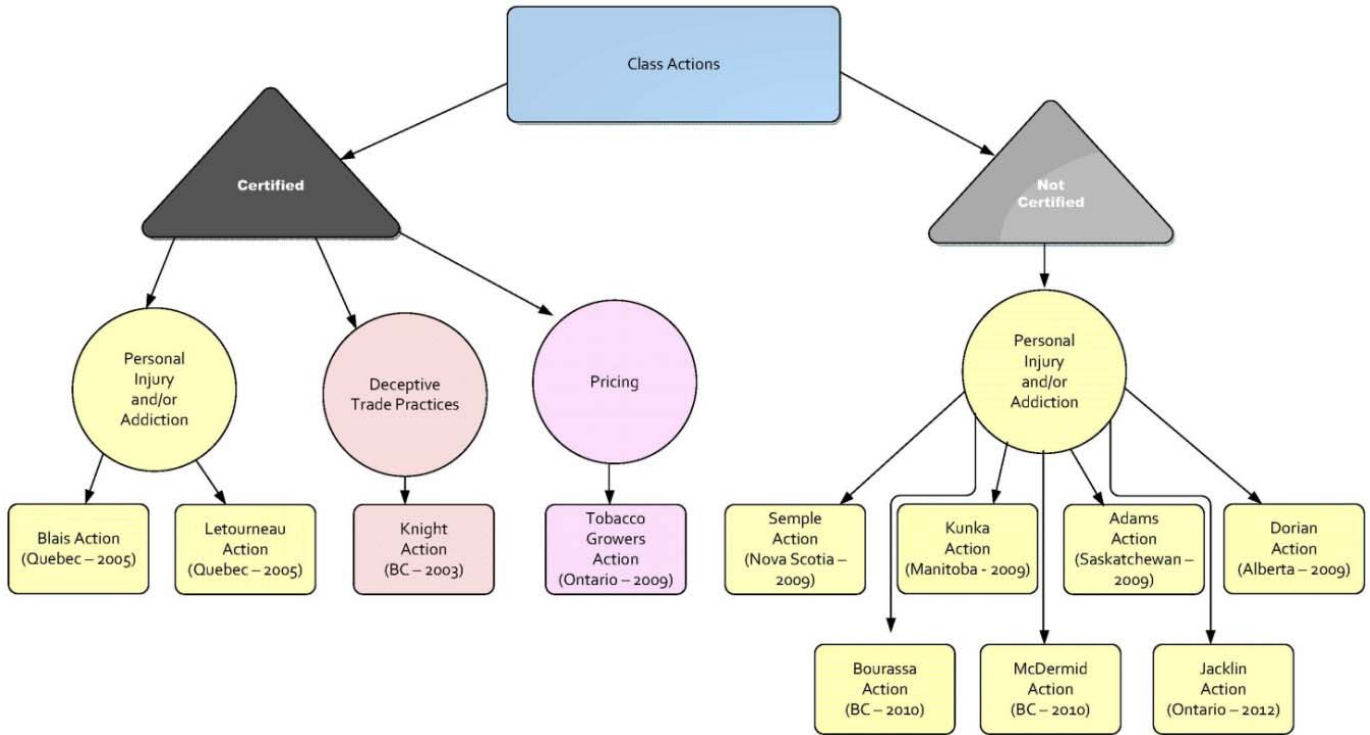 Class Actions
Certified
Not
Certified
Personal
Injury
and/or
Addiction
Deceptive
Trade Practices
Pricing
Personal
Injury
and/or
Addiction
Blais Action
(Quebec – 2005)
Letourneau
Action
(Quebec – 2005)
Knight
Action
(BC – 2003)
Tobacco
Growers
Action
(Ontario – 2009)
Semple
Action
(Nova Scotia –
2009)
Kunka
Action
(Manitoba - 2009)
Adams
Action
(Saskatchewan –
2009)
Dorian
Action
(Alberta – 2009)
Bourassa
Action
(BC – 2010)
McDermid
Action
(BC – 2010)
Jacklin
Action
(Ontario – 2012)